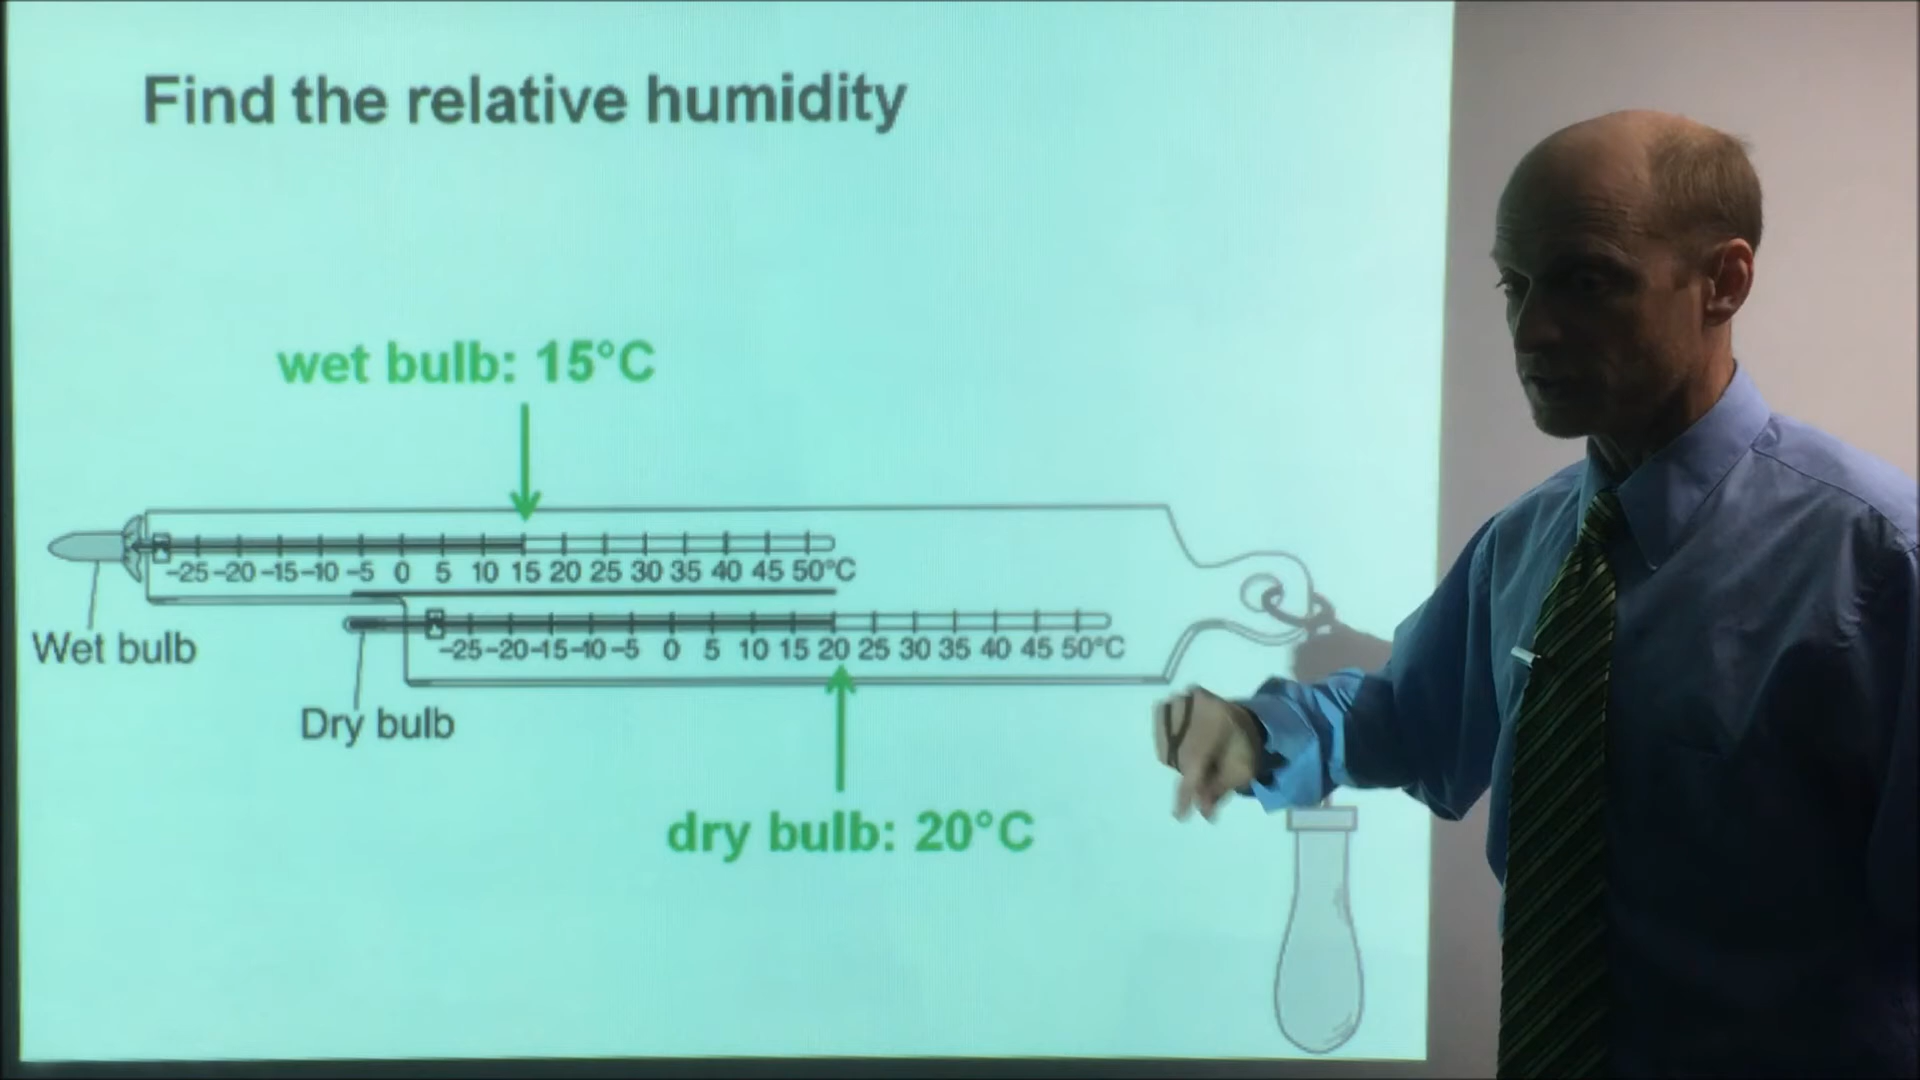 Find the relative humidity
wet bulb: 15°C
-25 -20 -15 -10 -5 0 5 10 15 20 25 30 35 40 45 50°C
Wet bulb
-25 -20 -15 -10 -5 0 5 10 15 20 25 30 35 40 45 50°C
Dry bulb
dry bulb: 20°C